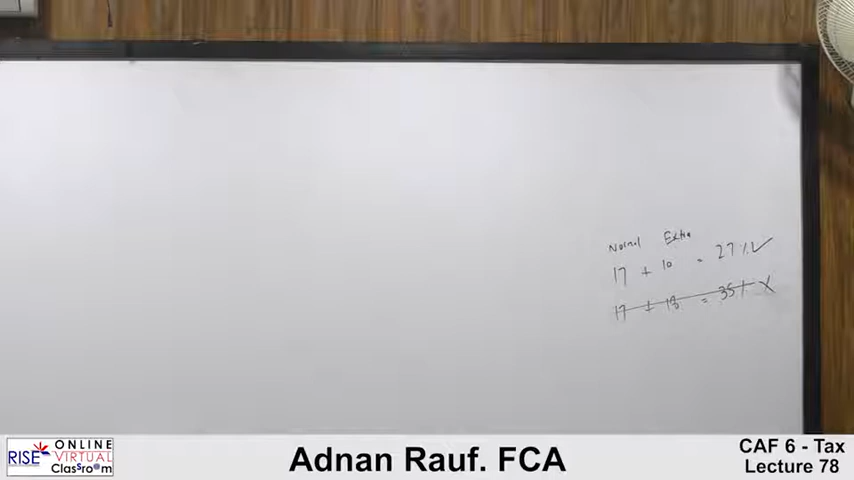 Normal Extra
17 + 10 = 27% ✓
17 + 18 = 35% X
RISE ONLINE VIRTUAL ClassroOm
Adnan Rauf. FCA
CAF 6 - Tax
Lecture 78